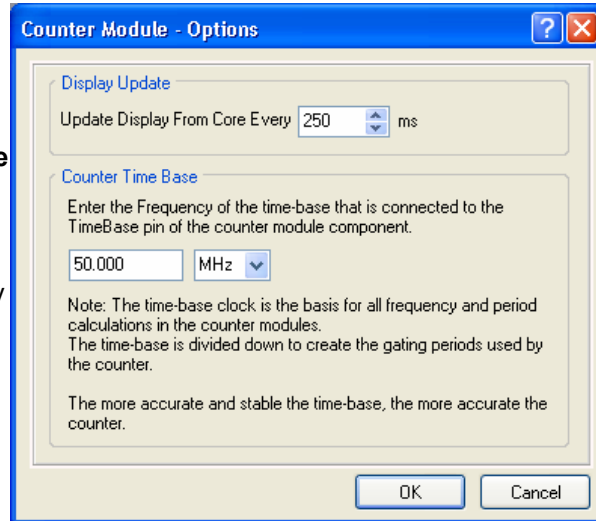 Counter Module - Options
Display Update
Update Display From Core Every 250 ms
e
Counter Time Base
Enter the Frequency of the time-base that is connected to the
TimeBase pin of the counter module component.
50.000 MHz
y
Note: The time-base clock is the basis for all frequency and period
calculations in the counter modules.
The time-base is divided down to create the gating periods used by
the counter.
The more accurate and stable the time-base, the more accurate the
counter.
OK Cancel